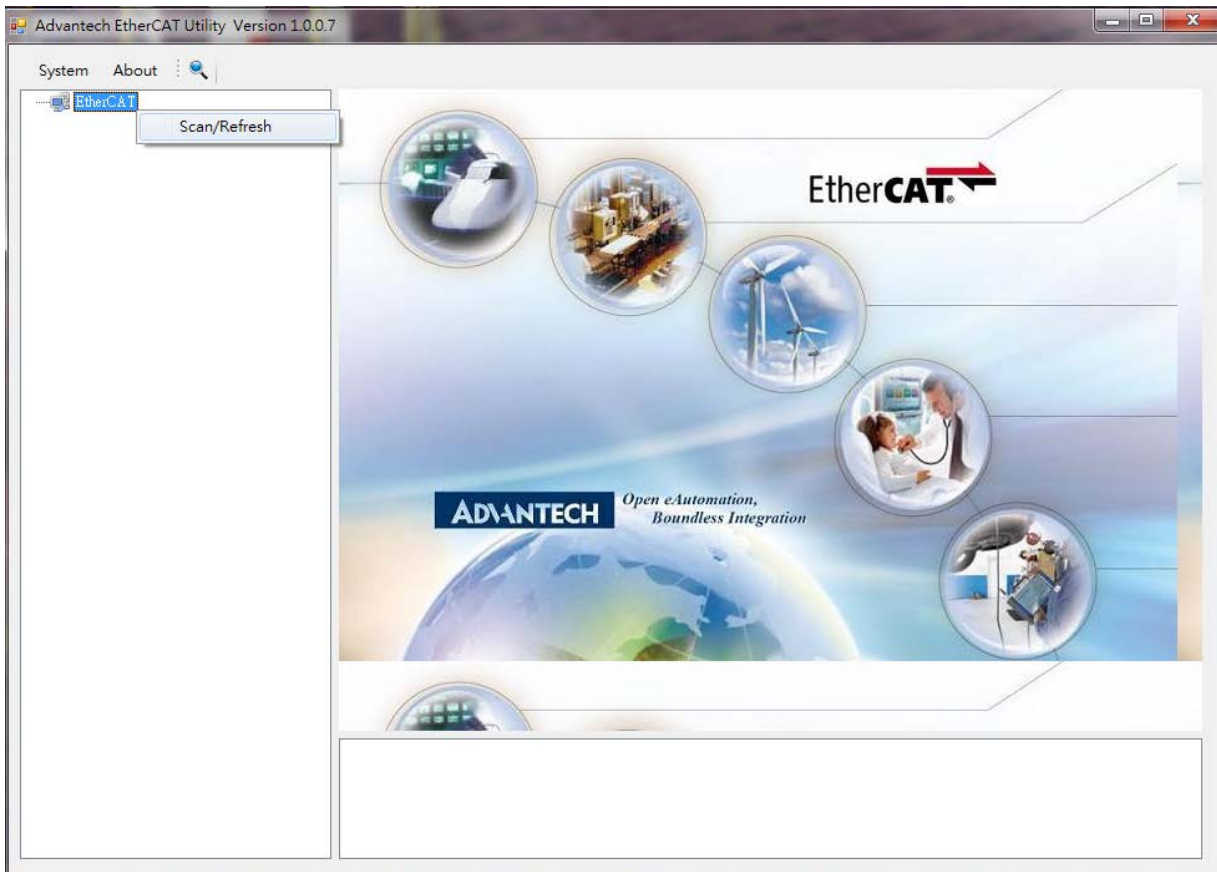 Advantech EtherCAT Utility Version 1.0.0.7
System About
EtherCAT
Scan/Refresh
EtherCAT®
ADVANTECH
Open eAutomation,
Boundless Integration